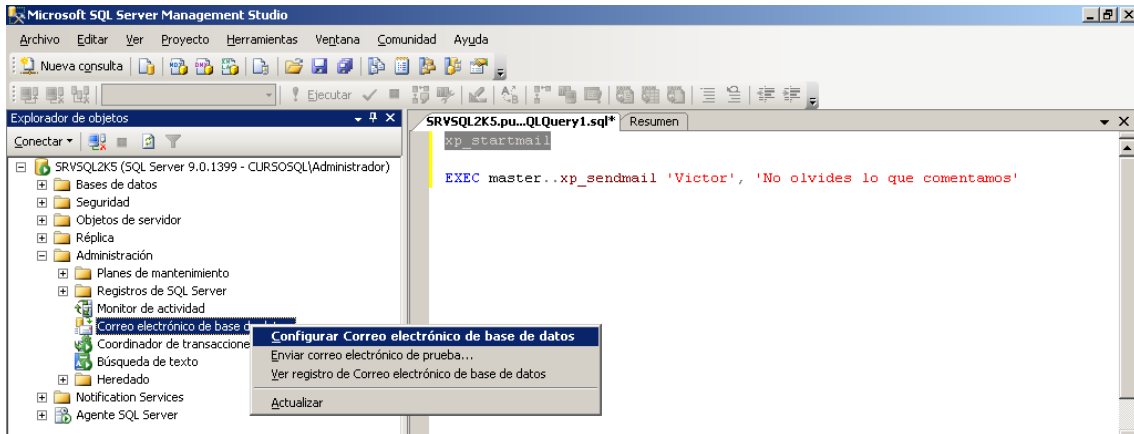 Microsoft SQL Server Management Studio
Archivo Editar Ver Proyecto Herramientas Ventana Comunidad Ayuda
Nueva consulta
Ejecutar
Explorador de objetos
SRVSQL2K5.pu...QLQuery1.sql* Resumen
Conectar
xp_startmail
SRVSQL2K5 (SQL Server 9.0.1399 - CURSOSQL\Administrador)
EXEC master..xp_sendmail 'Victor', 'No olvides lo que comentamos'
Bases de datos
Seguridad
Objetos de servidor
Réplica
Administración
Planes de mantenimiento
Registros de SQL Server
Monitor de actividad
Correo electrónico de base d
Configurar Correo electrónico de base de datos
Coordinador de transaccione
Enviar correo electrónico de prueba...
Búsqueda de texto
Ver registro de Correo electrónico de base de datos
Heredado
Notification Services
Actualizar
Agente SQL Server